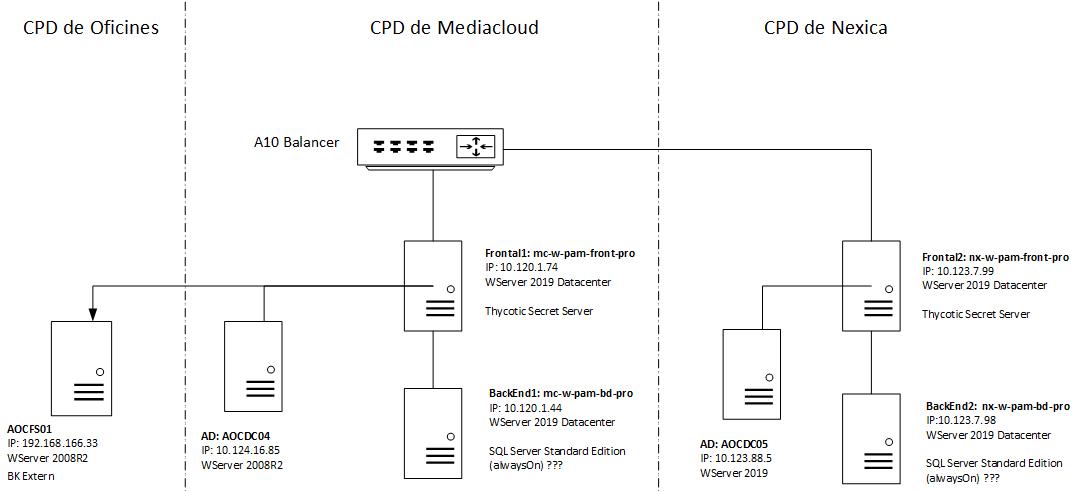 CPD de Oficines
CPD de Mediacloud
CPD de Nexica
A10 Balancer
Frontal1: mc-w-pam-front-pro
IP: 10.120.1.74
WServer 2019 Datacenter
Thycotic Secret Server
Frontal2: nx-w-pam-front-pro
IP: 10.123.7.99
WServer 2019 Datacenter
Thycotic Secret Server
AOCFS01
IP: 192.168.166.33
WServer 2008R2
BK Extern
AD: AOCDC04
IP: 10.124.16.85
WServer 2008R2
BackEnd1: mc-w-pam-bd-pro
IP: 10.120.1.44
WServer 2019 Datacenter
SQL Server Standard Edition
(alwaysOn) ???
AD: AOCDC05
IP: 10.123.88.5
WServer 2019
BackEnd2: nx-w-pam-bd-pro
IP:10.123.7.98
WServer 2019 Datacenter
SQL Server Standard Edition
(alwaysOn) ???